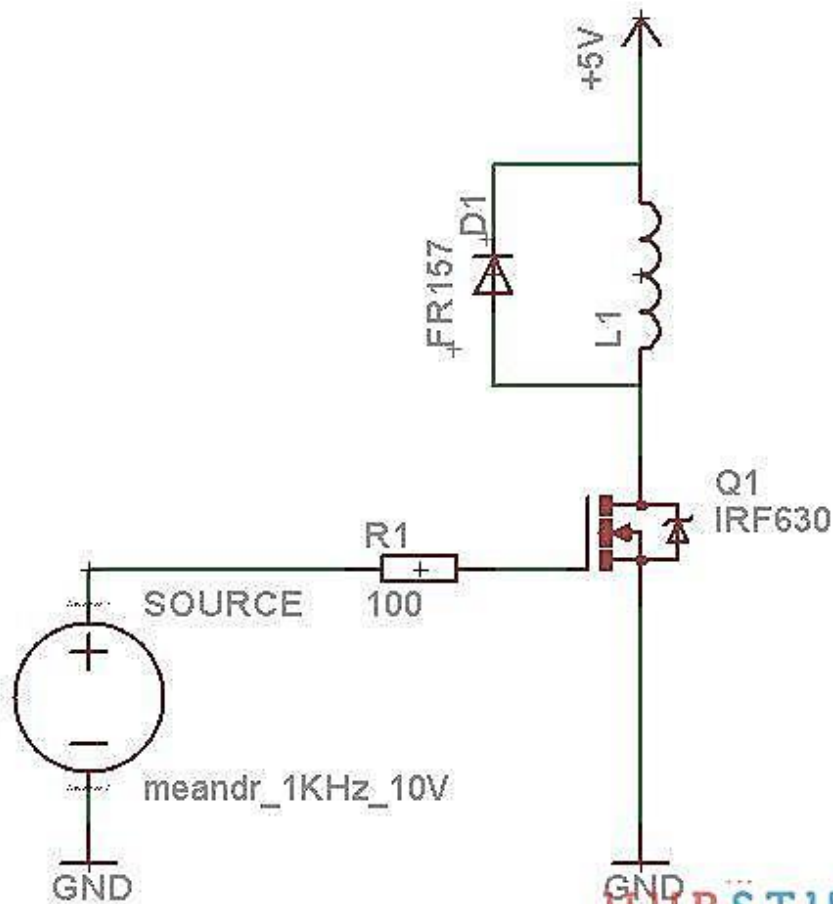 +5V
D1
FR157
L1
Q1
IRF630
R1
100
SOURCE
meandr_1KHz_10V
GND
GND